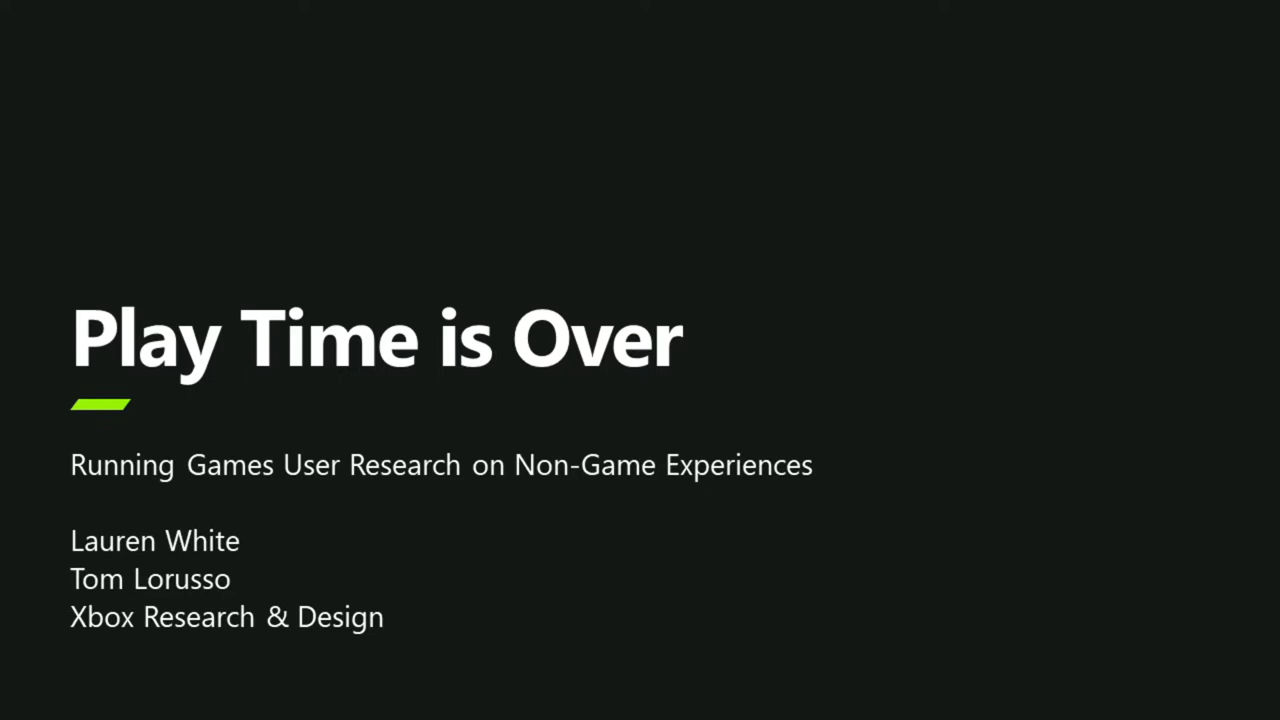 Play Time is Over
Running Games User Research on Non-Game Experiences
Lauren White
Tom Lorusso
Xbox Research & Design